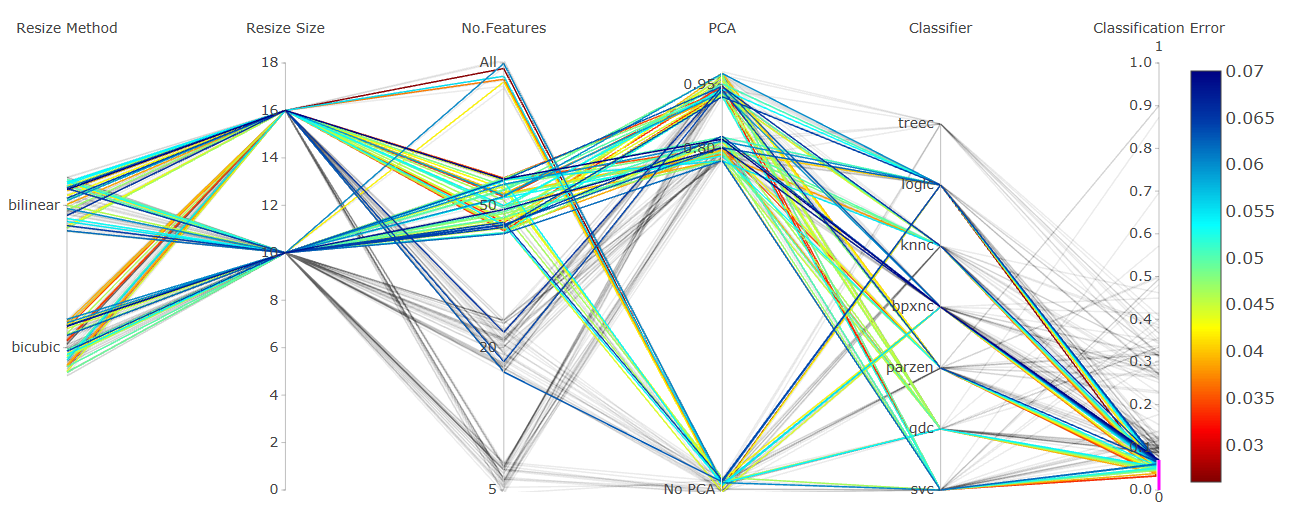 Resize Method Resize Size No.Features PCA Classifier Classification Error
1
18 All 1.0 0.07
16 0.95 0.9 0.065
treec
14 0.8 0.06
0.80
logic 0.7
bilinear 12 50 0.6 0.055
10 knnc 0.5 0.05
8 bpxnc 0.4 0.045
bicubic 6 20 0.3 0.04
parzen
4 0.2 0.035
qdc
2 0.03
0 5 No PCA svc 0.0
0